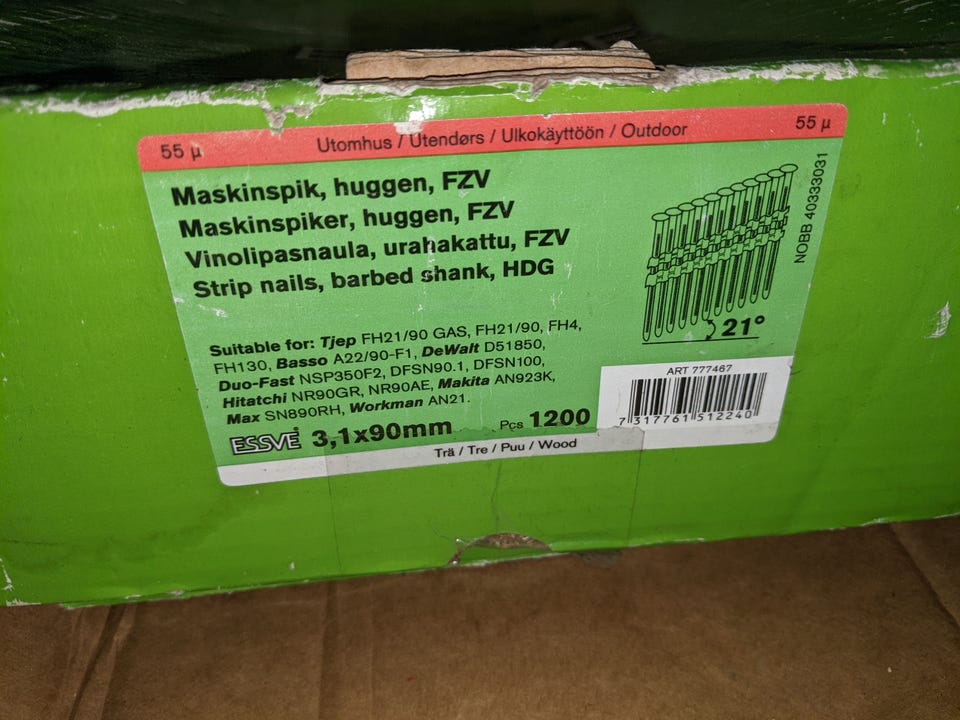 55 µ Utomhus / Utendørs / Ulkokäyttöön / Outdoor 55 µ
Maskinspik, huggen, FZV
Maskinspiker, huggen, FZV
Vinolipasnaula, urahakattu, FZV
Strip nails, barbed shank, HDG
NOBB 40333031
21°
Suitable for: Tjep FH21/90 GAS, FH21/90, FH4,
FH130, Basso A22/90-F1, DeWalt D51850,
Duo-Fast NSP350F2, DFSN90.1, DFSN100,
Hitatchi NR90GR, NR90AE, Makita AN923K,
Max SN890RH, Workman AN21.
ART 777467
7 317761 512240
ESSVE 3,1x90mm Pcs 1200
Trä / Tre / Puu / Wood